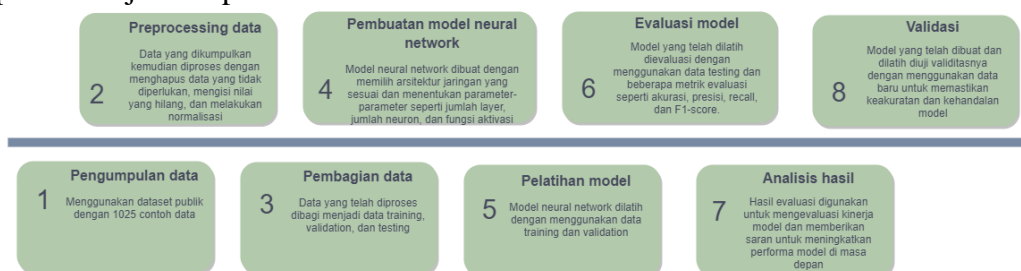 Preprocessing data
Data yang dikumpulkan
kemudian diproses dengan
menghapus data yang tidak
diperlukan, mengisi nilai
yang hilang, dan melakukan
normalisasi
2
Pembuatan model neural
network
Model neural network dibuat dengan
memilih arsitektur jaringan yang
sesuai dan menentukan parameter-
parameter seperti jumlah layer,
jumlah neuron, dan fungsi aktivasi
4
Evaluasi model
Model yang telah dilatih
dievaluasi dengan
menggunakan data testing dan
beberapa metrik evaluasi
seperti akurasi, presisi, recall,
dan F1-score.
6
Validasi
Model yang telah dibuat dan
dilatih diuji validitasnya
dengan menggunakan data
baru untuk memastikan
keakuratan dan kehandalan
model
8
Pengumpulan data
1
Menggunakan dataset publik
dengan 1025 contoh data
Pembagian data
3
Data yang telah diproses
dibagi menjadi data training,
validation, dan testing
Pelatihan model
5
Model neural network dilatih
dengan menggunakan data
training dan validation
Analisis hasil
7
Hasil evaluasi digunakan
untuk mengevaluasi kinerja
model dan memberikan
saran untuk meningkatkan
performa model di masa
depan